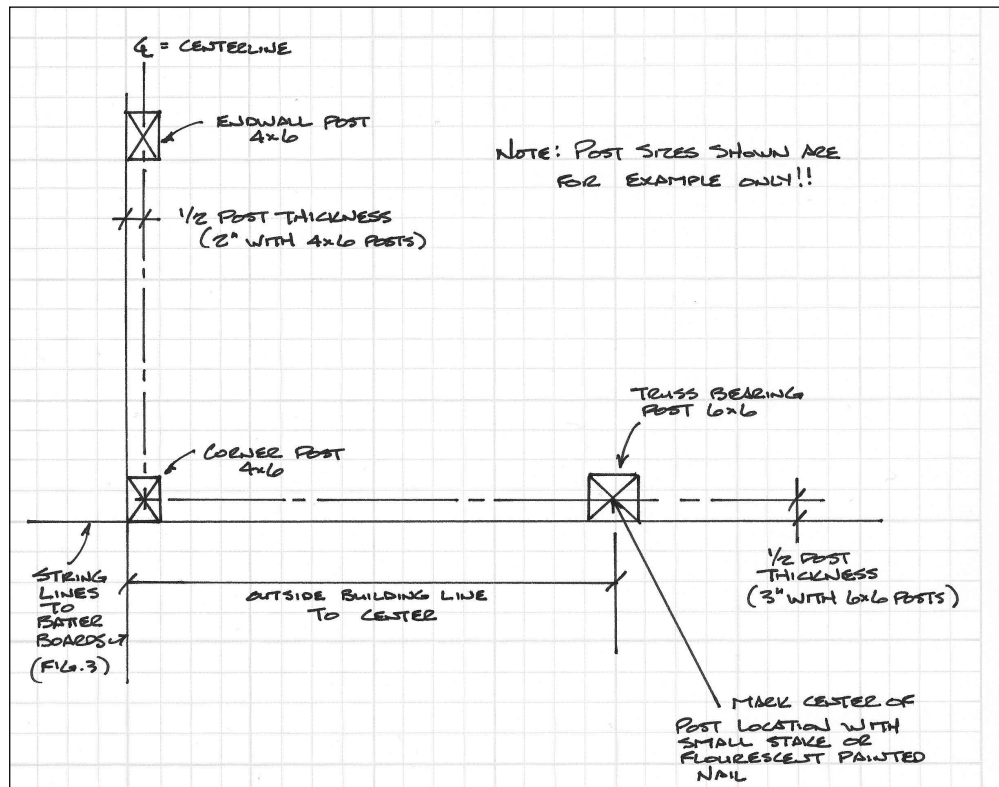 ℄ = CENTERLINE
ENDWALL POST
4x6
NOTE: POST SIZES SHOWN ARE
FOR EXAMPLE ONLY!!
1/2 POST THICKNESS
(2" WITH 4x6 POSTS)
TRUSS BEARING
POST 6x6
CORNER POST
4x6
STRING
LINES
TO
BATTER
BOARDS
(FIG.3)
OUTSIDE BUILDING LINE
TO CENTER
1/2 POST
THICKNESS
(3" WITH 6x6 POSTS)
MARK CENTER OF
POST LOCATION WITH
SMALL STAKE OR
FLOURESCENT PAINTED
NAIL